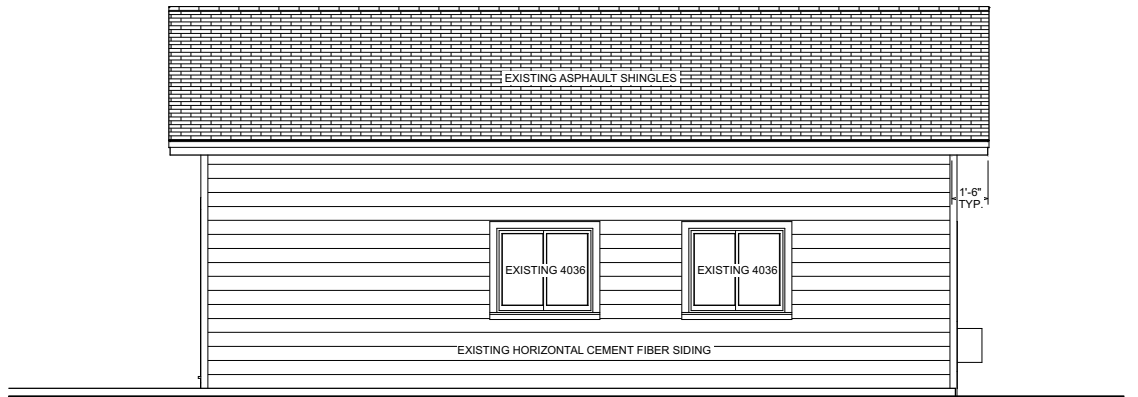 EXISTING ASPHAULT SHINGLES
1'-6"
TYP.
EXISTING 4036
EXISTING 4036
EXISTING HORIZONTAL CEMENT FIBER SIDING